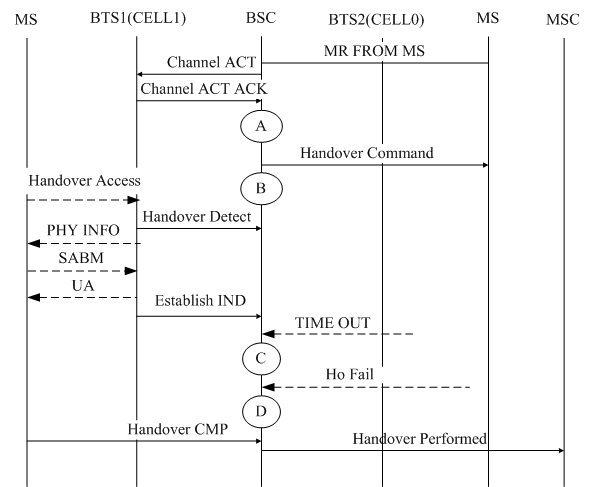 MS BTS1(CELL1) BSC BTS2(CELL0) MS MSC
MR FROM MS
Channel ACT
Channel ACT ACK
A
Handover Command
B
Handover Access
Handover Detect
PHY INFO
SABM
UA
Establish IND
TIME OUT
C
Ho Fail
D
Handover CMP
Handover Performed